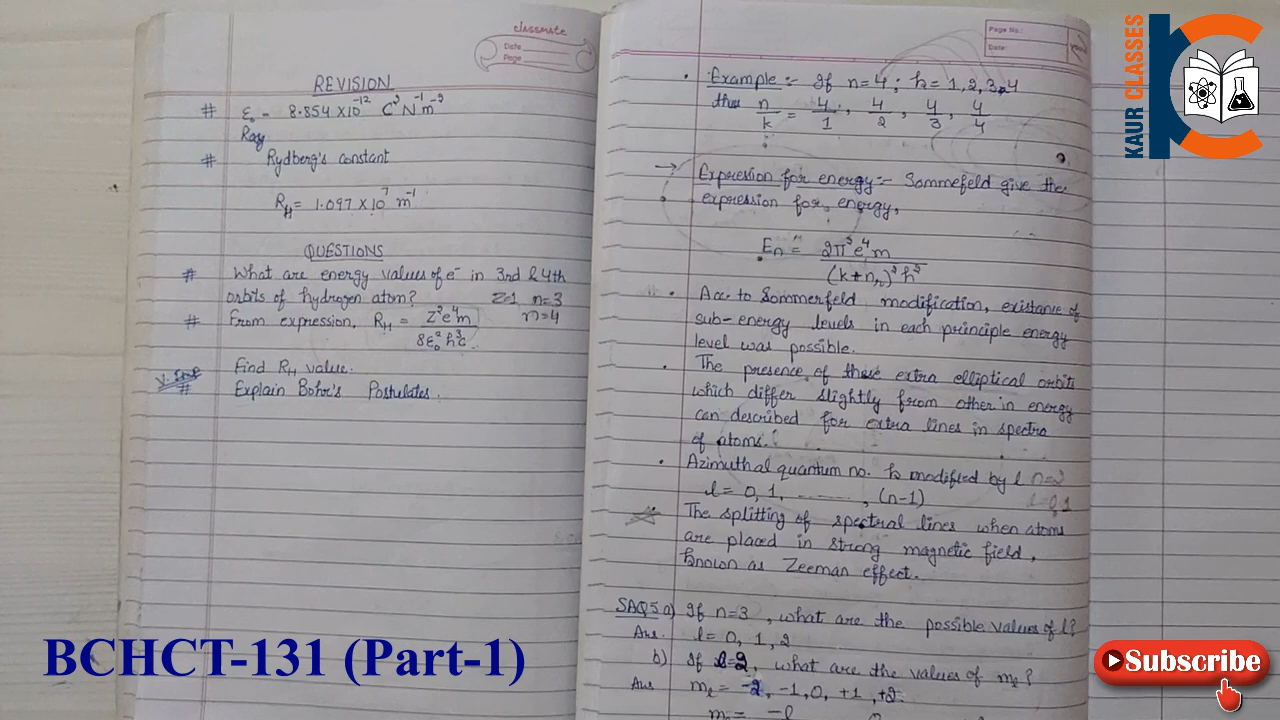 classmate
Date
Page
REVISION
# ε₀ = 8.854 × 10⁻¹² C² N⁻¹ m⁻²
# Rydberg's constant
R_H = 1.097 × 10⁷ m⁻¹
QUESTIONS
# What are energy values of e⁻ in 3rd & 4th
orbits of hydrogen atom? Z=1 n=3
n=4
# From expression, R_H = Z²e⁴m / 8ε₀²h³c
Find R_H value.
V. Imp
# Explain Bohr's Postulates.
Page No.:
Date:
• Example :- If n=4 ; k = 1, 2, 3, 4
thus n/k = 4/1, 4/2, 4/3, 4/4
→ Expression for energy :- Sommefeld give the
expression for energy,
En = 2π²e⁴m / (k+nr)²h²
• Acc. to Sommerfeld modification, existance of
sub-energy levels in each principle energy
level was possible.
• The presence of these extra elliptical orbits
which differ slightly from other in energy
can described for extra lines in spectra
of atoms.
• Azimuthal quantum no. k modified by l n=2
l = 0, 1, ........ , (n-1) l=0,1
The splitting of spectral lines when atoms
are placed in strong magnetic field,
known as Zeeman effect.
SAQ5 a) If n=3, what are the possible values of l?
Ans. l = 0, 1, 2
b) If l=2, what are the values of m_l?
Ans m_l = -2, -1, 0, +1, +2
KAUR CLASSES
BCHCT-131 (Part-1)
Subscribe